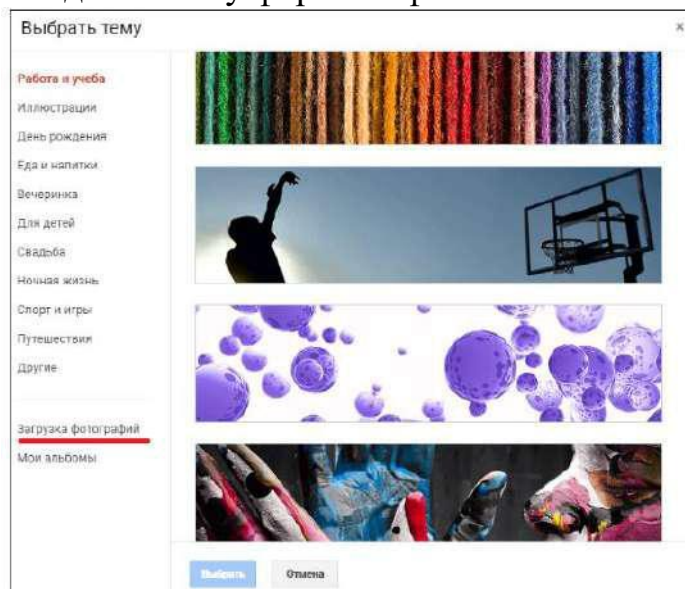 Выбрать тему
×
Работа и учеба
Иллюстрации
День рождения
Еда и напитки
Вечеринка
Для детей
Свадьба
Ночная жизнь
Спорт и игры
Путешествия
Другие
Загрузка фотографий
Мои альбомы
Выбрать
Отмена